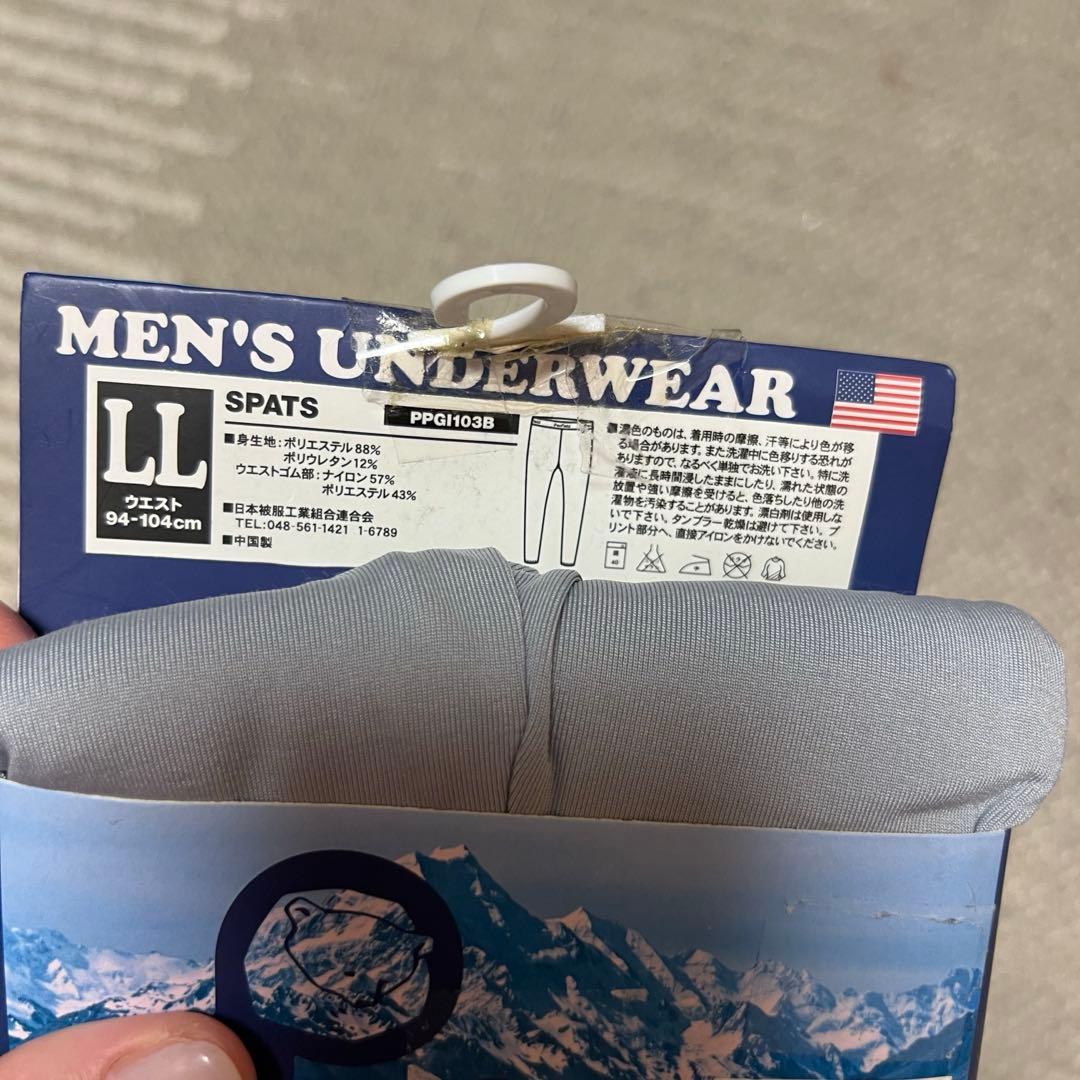 MEN'S UNDERWEAR
LL
ウエスト
94-104cm
SPATS
PPGI103B
■身生地：ポリエステル88%
ポリウレタン12%
ウエストゴム部：ナイロン57%
ポリエステル43%
■日本被服工業組合連合会
TEL:048-561-1421 1-6789
■中国製
Penfield
■濃色のものは、着用時の摩擦、汗等により色が移
る場合があります。また洗濯中に色移りする恐れが
ありますので、なるべく単独でお洗い下さい。特に洗
濯液に長時間浸したままにしたり、濡れた状態の
放置や強い摩擦を受けると、色落ちしたり他の洗
濯物を汚染することがあります。漂白剤は使用しな
いで下さい。タンブラー乾燥は避けて下さい。プ
リント部分へ、直接アイロンをかけないでください。
40